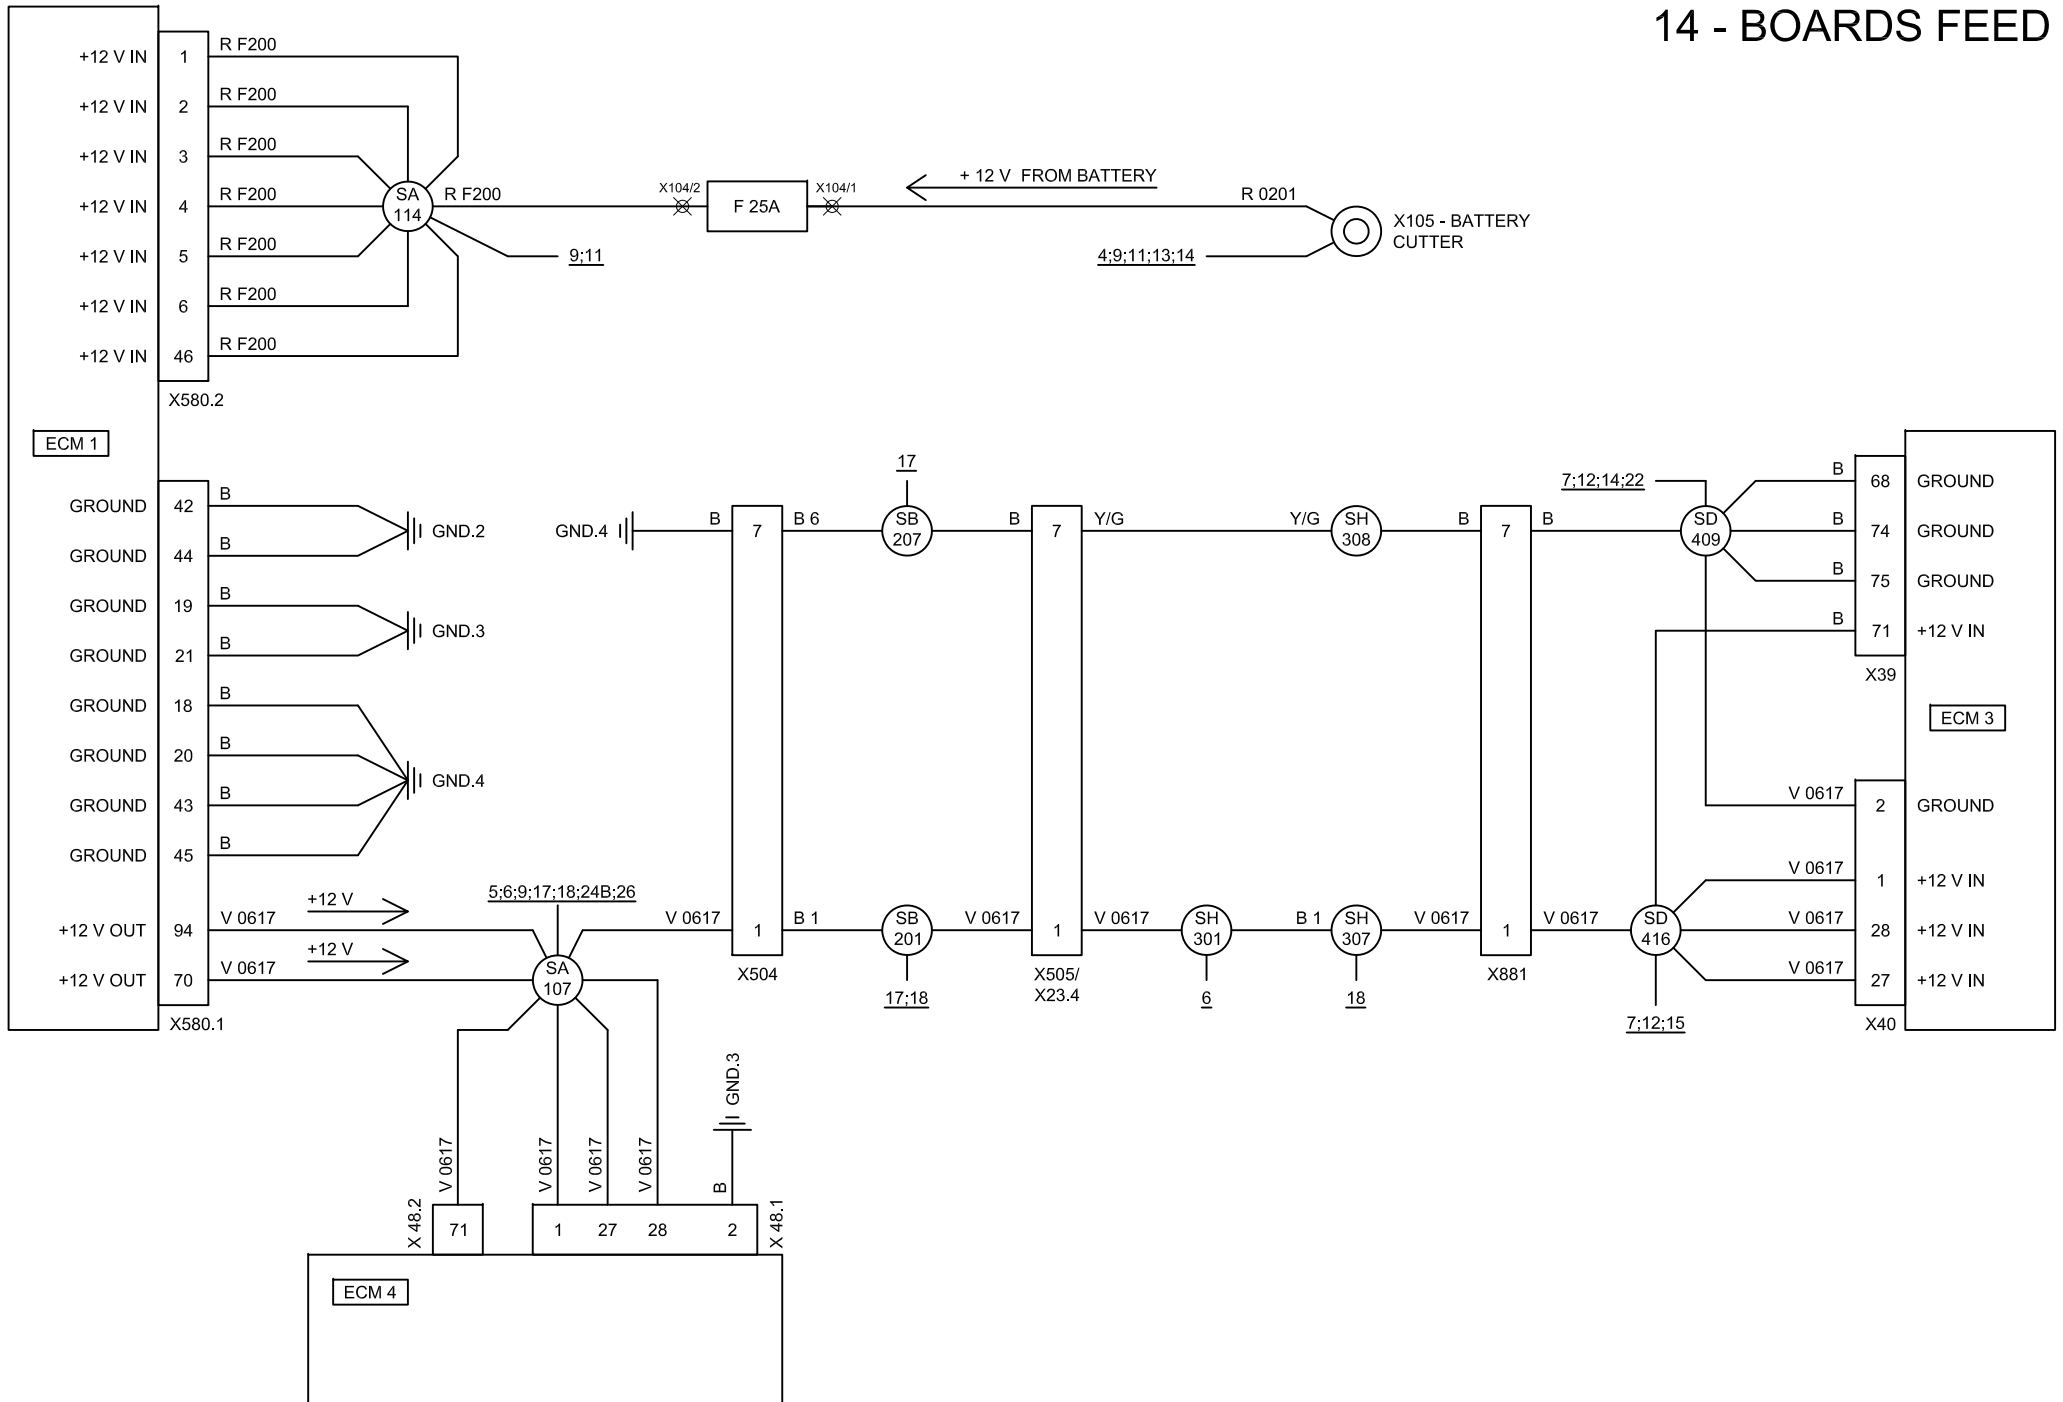 14 - BOARDS FEED
+12 V IN 1 R F200
+12 V IN 2 R F200
+12 V IN 3 R F200
+12 V IN 4 R F200
+12 V IN 5 R F200
+12 V IN 6 R F200
+12 V IN 46 R F200
X580.2
SA
114
R F200
9;11
X104/2
F 25A
X104/1
+ 12 V FROM BATTERY
R 0201
4;9;11;13;14
X105 - BATTERY
CUTTER
ECM 1
GROUND 42 B
GROUND 44 B
GND.2
GROUND 19 B
GROUND 21 B
GND.3
GROUND 18 B
GROUND 20 B
GROUND 43 B
GROUND 45 B
GND.4
+12 V OUT 94 V 0617 +12 V
+12 V OUT 70 V 0617 +12 V
X580.1
5;6;9;17;18;24B;26
SA
107
GND.4 B 7 B 6
17
SB
207
B 7 Y/G Y/G
SH
308
B 7 B
7;12;14;22
SD
409
B 68 GROUND
B 74 GROUND
B 75 GROUND
B 71 +12 V IN
X39
ECM 3
V 0617 2 GROUND
V 0617 1 +12 V IN
V 0617 28 +12 V IN
V 0617 27 +12 V IN
X40
V 0617 1 B 1
X504
SB
201
17;18
V 0617 1 V 0617
X505/
X23.4
SH
301
6
B 1
SH
307
18
V 0617 1 V 0617
X881
SD
416
7;12;15
V 0617
V 0617
V 0617
V 0617
B
GND.3
X 48.2
71
1 27 28 2
X 48.1
ECM 4